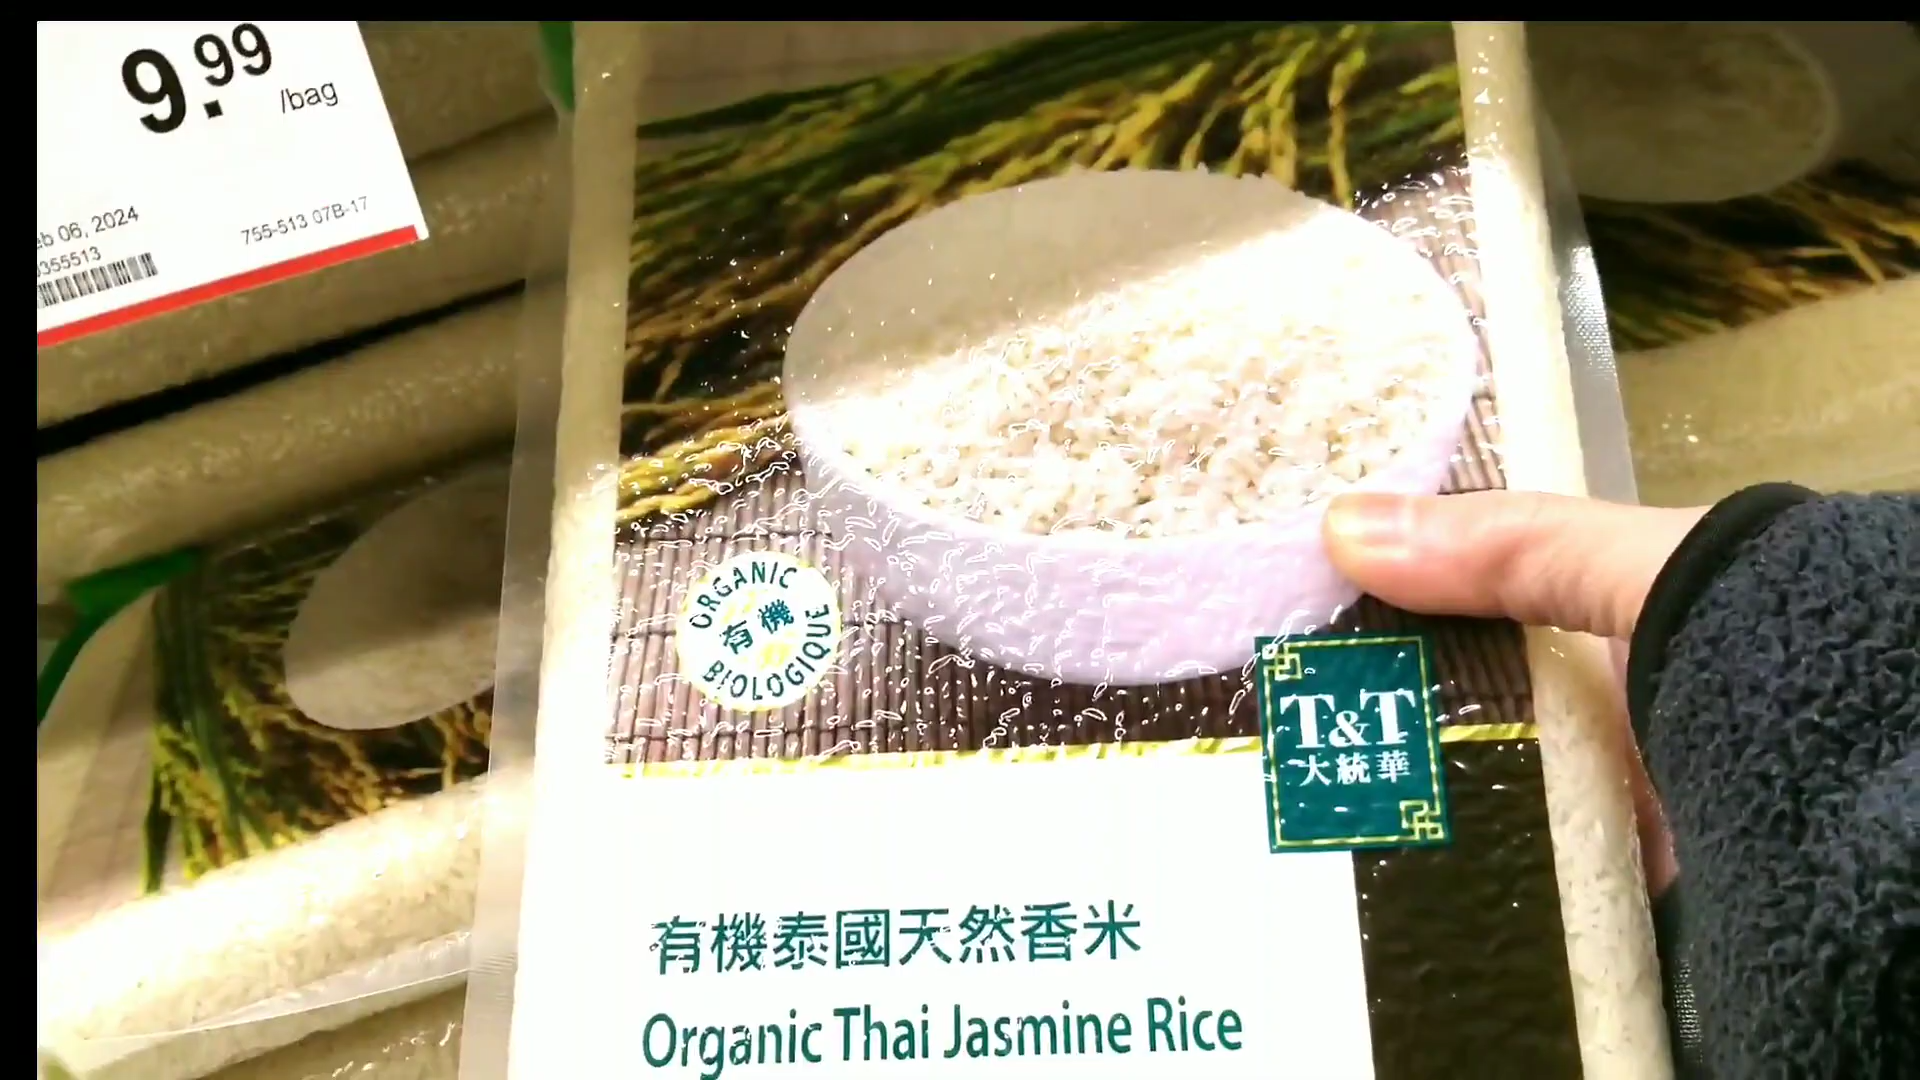 9.99
/bag
eb 06, 2024
755-513 07B-17
0355513
ORGANIC
有機
BIOLOGIQUE
T&T
大統華
有機泰國天然香米
Organic Thai Jasmine Rice